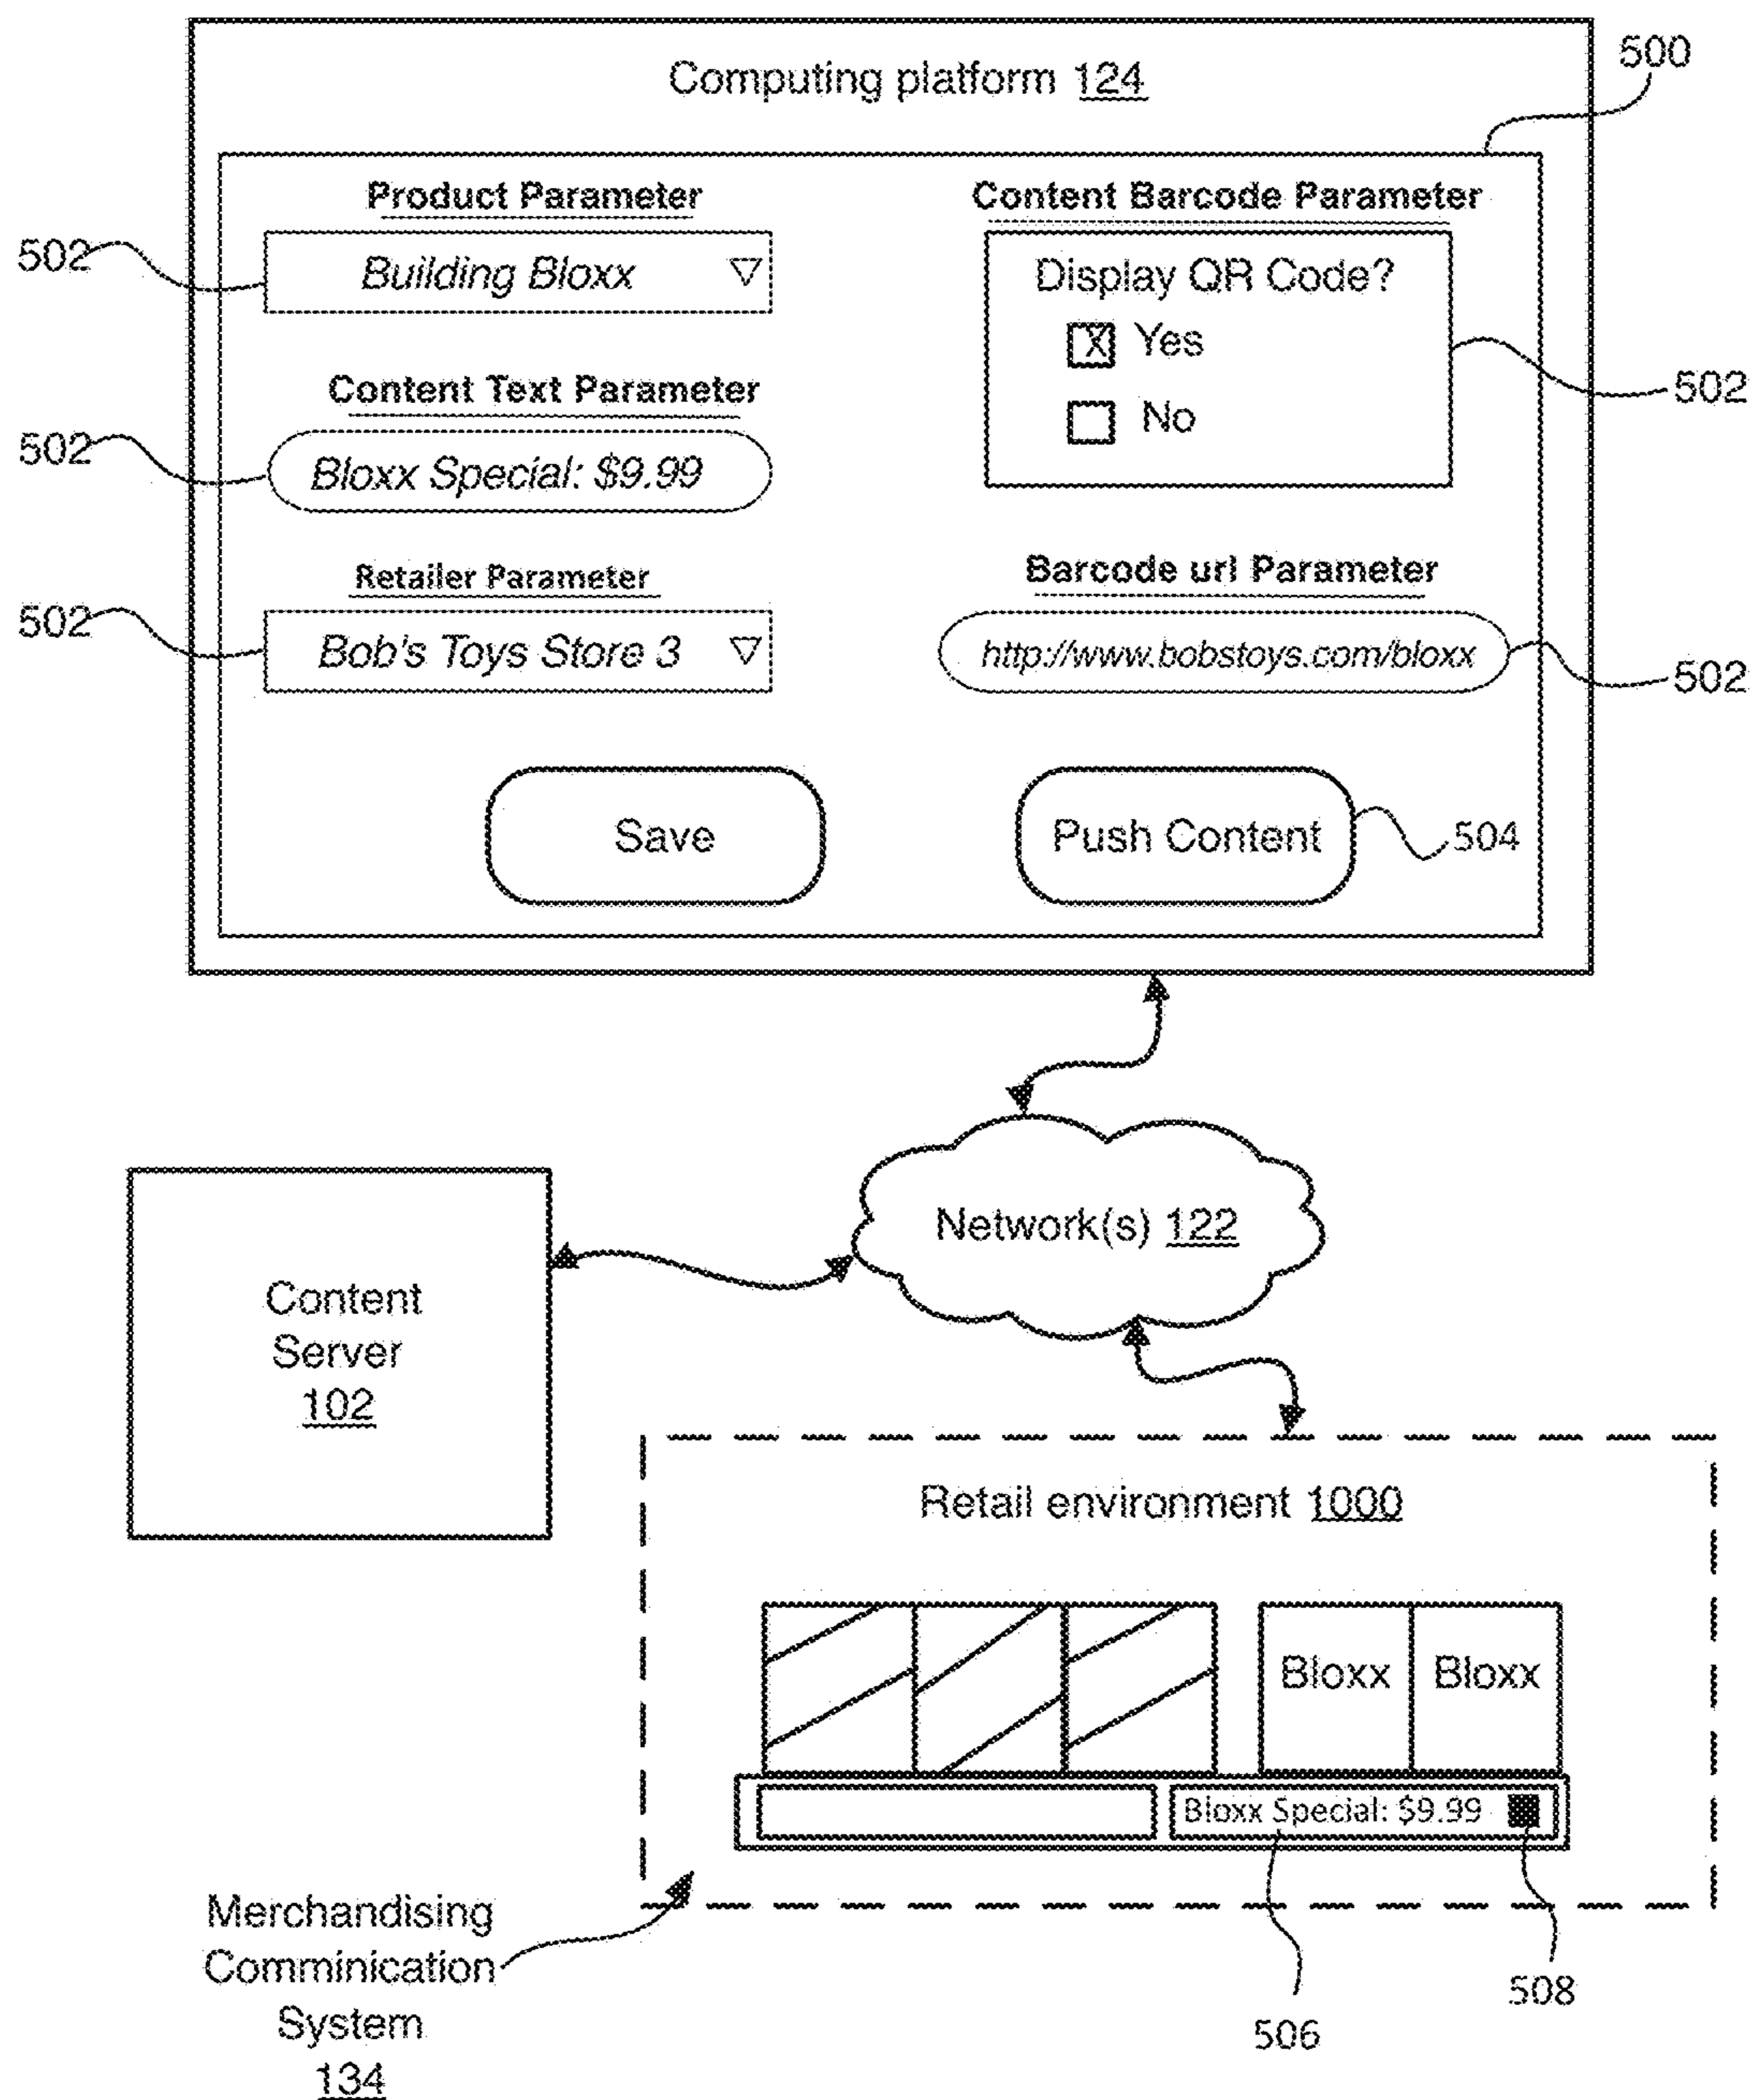 Computing platform 124
500
Product Parameter
502
Building Bloxx
Content Text Parameter
502
Bloxx Special: $9.99
Retailer Parameter
502
Bob's Toys Store 3
Content Barcode Parameter
Display QR Code?
X Yes
No
502
Barcode url Parameter
http://www.bobstoys.com/bloxx
502
Save
Push Content
504
Network(s) 122
Content
Server
102
Retail environment 1000
Bloxx
Bloxx
Bloxx Special: $9.99
Merchandising
Comminication
System
134
506
508